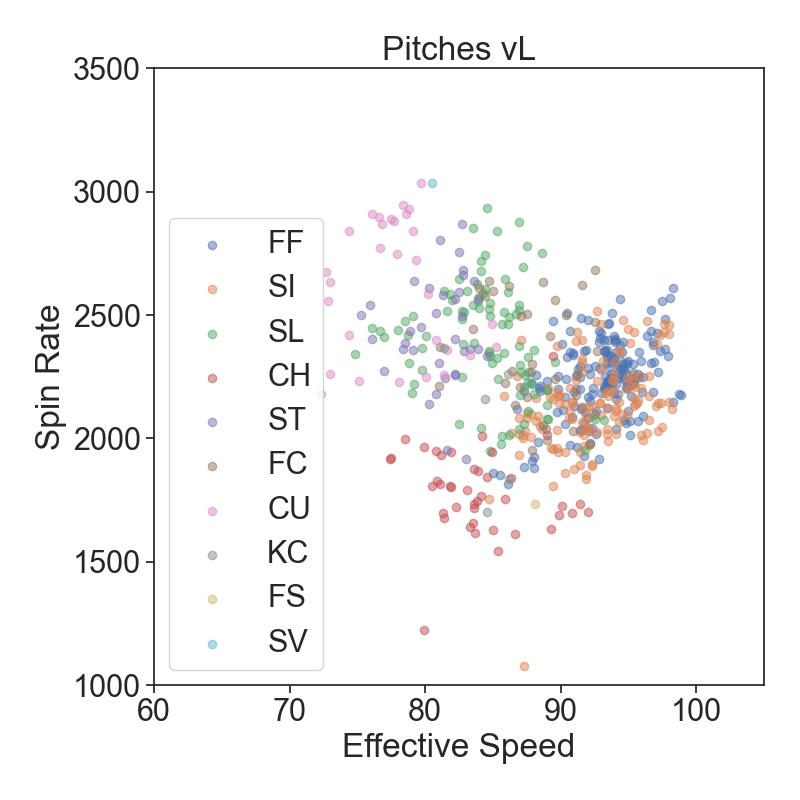 Pitches vL
3500
3000
2500
2000
1500
1000
Spin Rate
FF
SI
SL
CH
ST
FC
CU
KC
FS
SV
60 70 80 90 100
Effective Speed